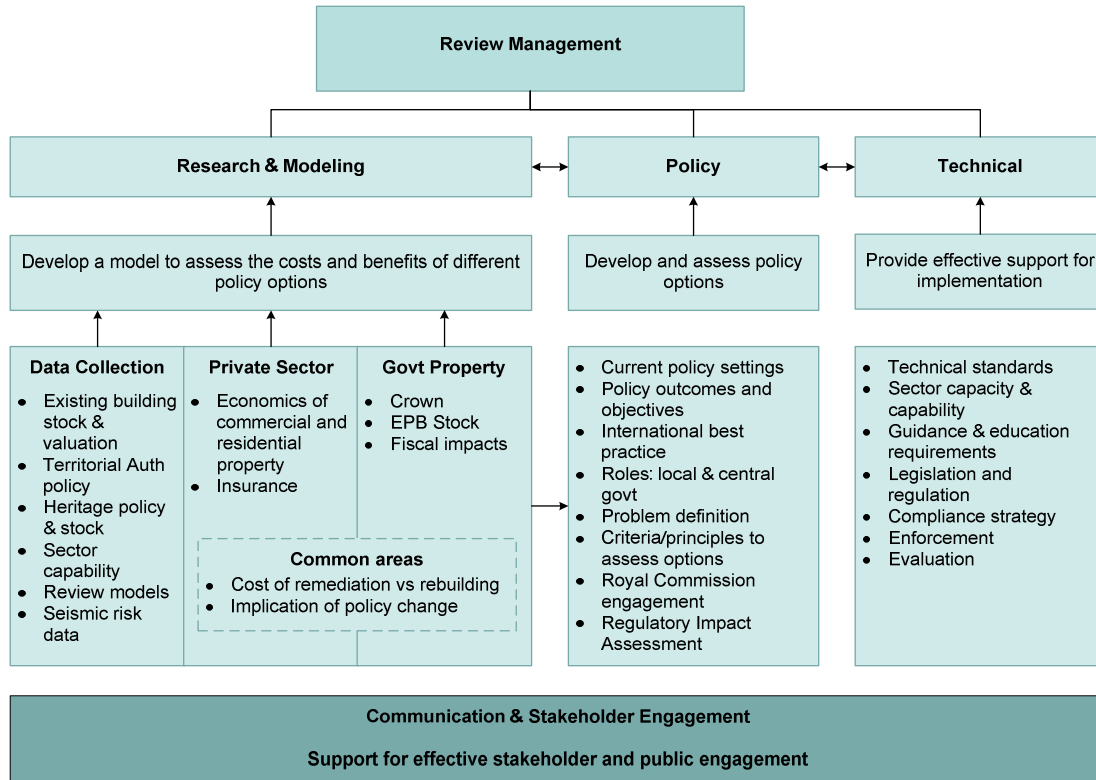 Review Management
Research & Modeling
Policy
Technical
Develop a model to assess the costs and benefits of different
policy options
Develop and assess policy
options
Provide effective support for
implementation
Data Collection
• Existing building
stock &
valuation
• Territorial Auth
policy
• Heritage policy
& stock
• Sector
capability
• Review models
• Seismic risk
data
Private Sector
• Economics of
commercial and
residential
property
• Insurance
Govt Property
• Crown
• EPB Stock
• Fiscal impacts
Common areas
• Cost of remediation vs rebuilding
• Implication of policy change
• Current policy settings
• Policy outcomes and
objectives
• International best
practice
• Roles: local & central
govt
• Problem definition
• Criteria/principles to
assess options
• Royal Commission
engagement
• Regulatory Impact
Assessment
• Technical standards
• Sector capacity &
capability
• Guidance & education
requirements
• Legislation and
regulation
• Compliance strategy
• Enforcement
• Evaluation
Communication & Stakeholder Engagement
Support for effective stakeholder and public engagement